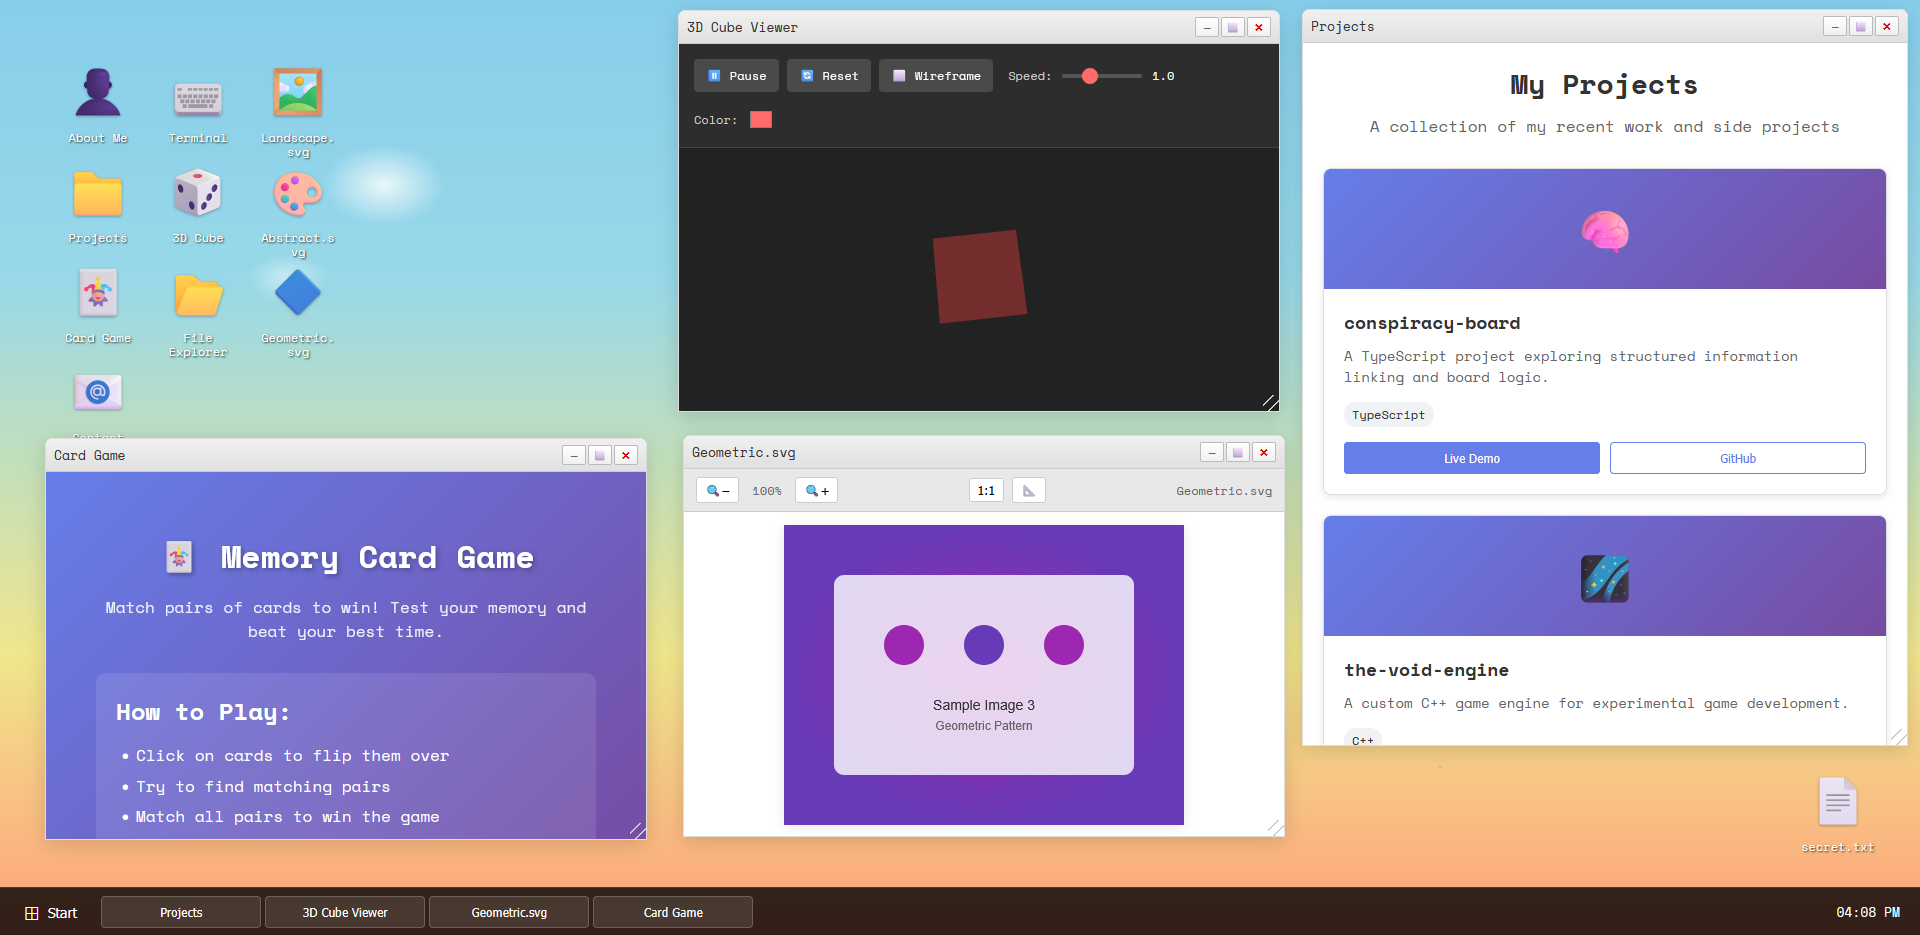 About Me
Terminal
Landscape.
svg
Projects
3D Cube
Abstract.s
vg
Card Game
File
Explorer
Geometric.
svg
Contact
3D Cube Viewer
Pause
Reset
Wireframe
Speed:
1.0
Color:
Projects
My Projects
A collection of my recent work and side projects
conspiracy-board
A TypeScript project exploring structured information
linking and board logic.
TypeScript
Live Demo
GitHub
the-void-engine
A custom C++ game engine for experimental game development.
C++
Card Game
Memory Card Game
Match pairs of cards to win! Test your memory and
beat your best time.
How to Play:
• Click on cards to flip them over
• Try to find matching pairs
• Match all pairs to win the game
Geometric.svg
100%
1:1
Geometric.svg
Sample Image 3
Geometric Pattern
secret.txt
Start
Projects
3D Cube Viewer
Geometric.svg
Card Game
04:08 PM